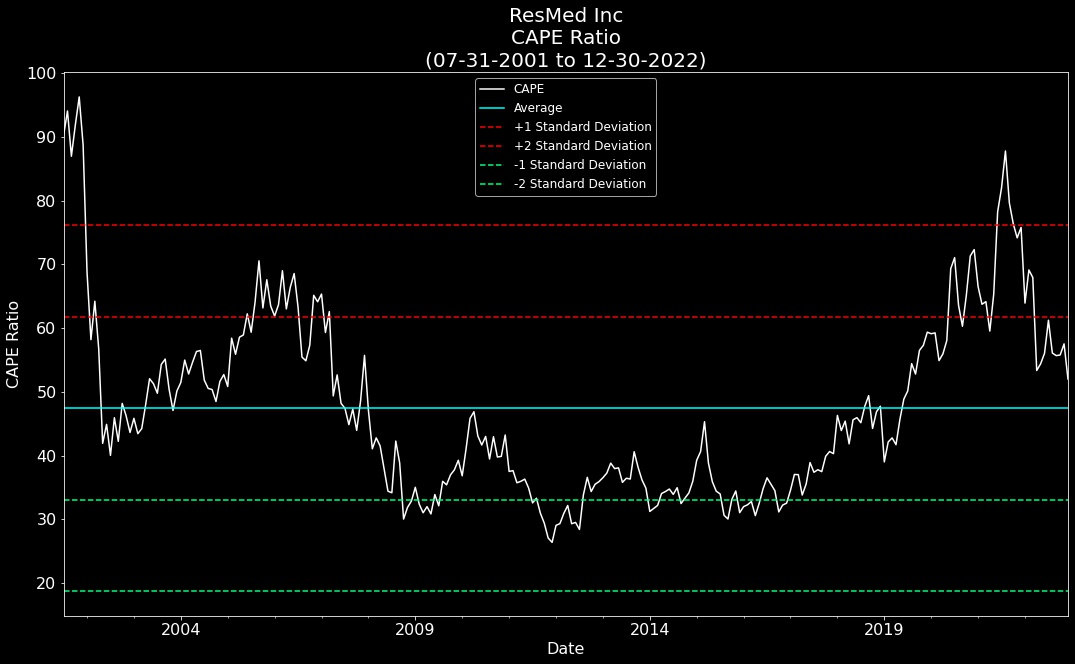 ResMed Inc
CAPE Ratio
(07-31-2001 to 12-30-2022)
CAPE
Average
+1 Standard Deviation
+2 Standard Deviation
-1 Standard Deviation
-2 Standard Deviation
CAPE Ratio
100
90
80
70
60
50
40
30
20
2004 2009 2014 2019
Date